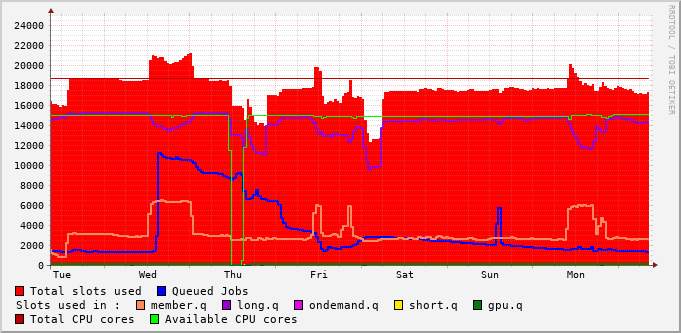 RRDTOOL / TOBI OETIKER
24000
22000
20000
18000
16000
14000
12000
10000
8000
6000
4000
2000
0
Tue Wed Thu Fri Sat Sun Mon
Total slots used Queued Jobs
Slots used in : member.q long.q ondemand.q short.q gpu.q
Total CPU cores Available CPU cores